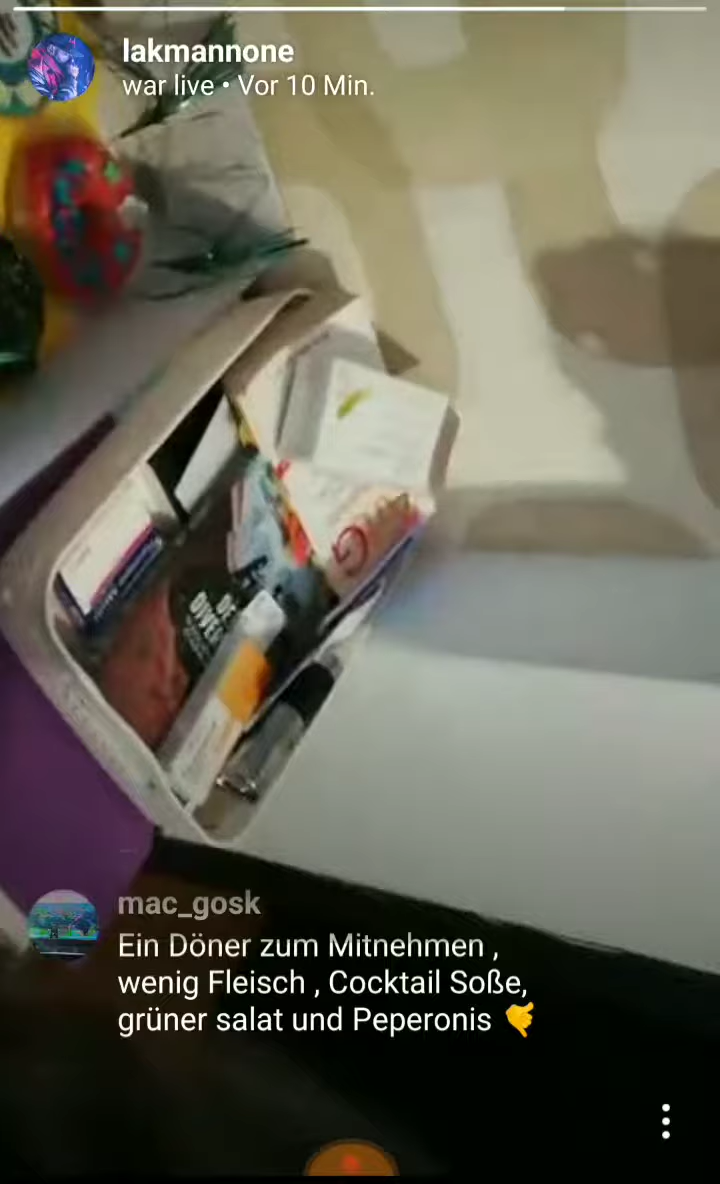 lakmannone
war live • Vor 10 Min.
mac_gosk
Ein Döner zum Mitnehmen ,
wenig Fleisch , Cocktail Soße,
grüner salat und Peperonis 🤙